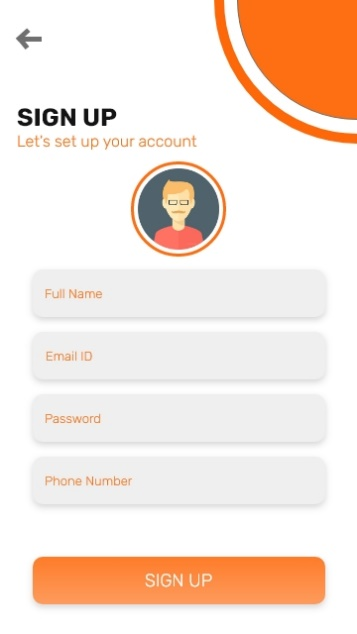 SIGN UP
Let's set up your account
Full Name
Email ID
Password
Phone Number
SIGN UP